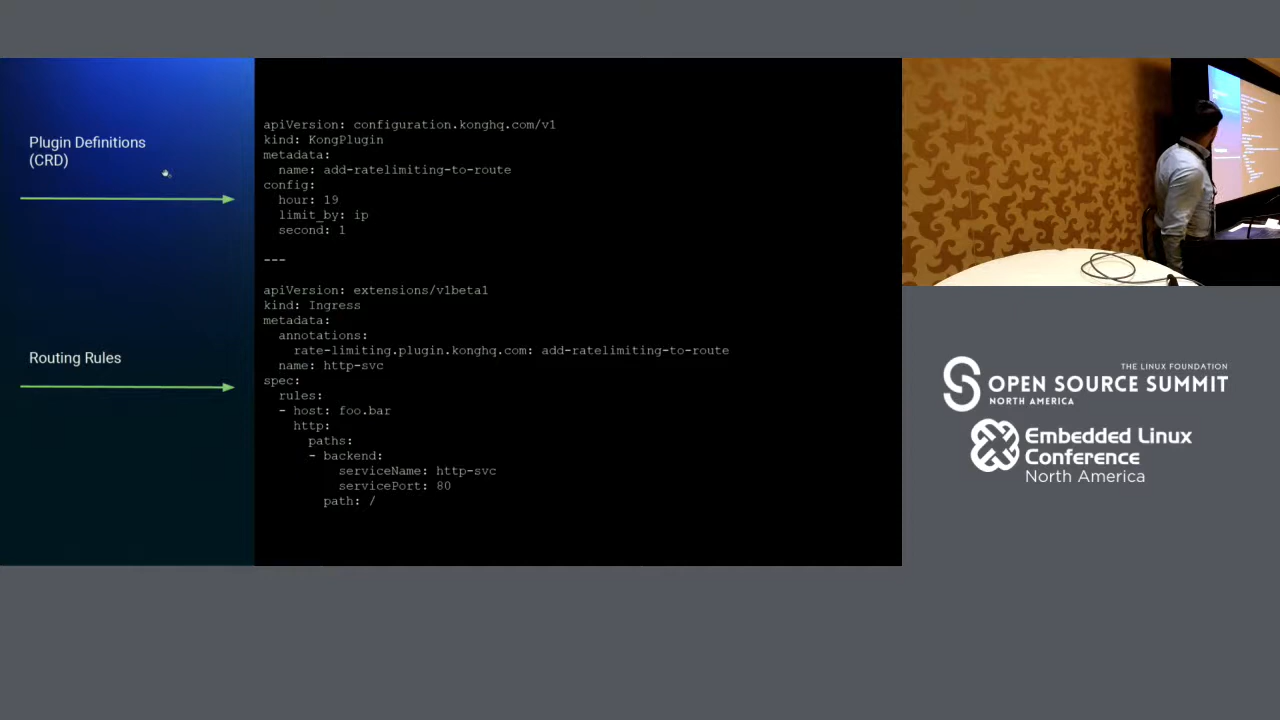 Plugin Definitions
(CRD)
Routing Rules
apiVersion: configuration.konghq.com/v1
kind: KongPlugin
metadata:
  name: add-ratelimiting-to-route
config:
  hour: 19
  limit_by: ip
  second: 1
---
apiVersion: extensions/v1beta1
kind: Ingress
metadata:
  annotations:
    rate-limiting.plugin.konghq.com: add-ratelimiting-to-route
  name: http-svc
spec:
  rules:
  - host: foo.bar
    http:
      paths:
      - backend:
          serviceName: http-svc
          servicePort: 80
        path: /
THE LINUX FOUNDATION
OPEN SOURCE SUMMIT
NORTH AMERICA
Embedded Linux
Conference
North America